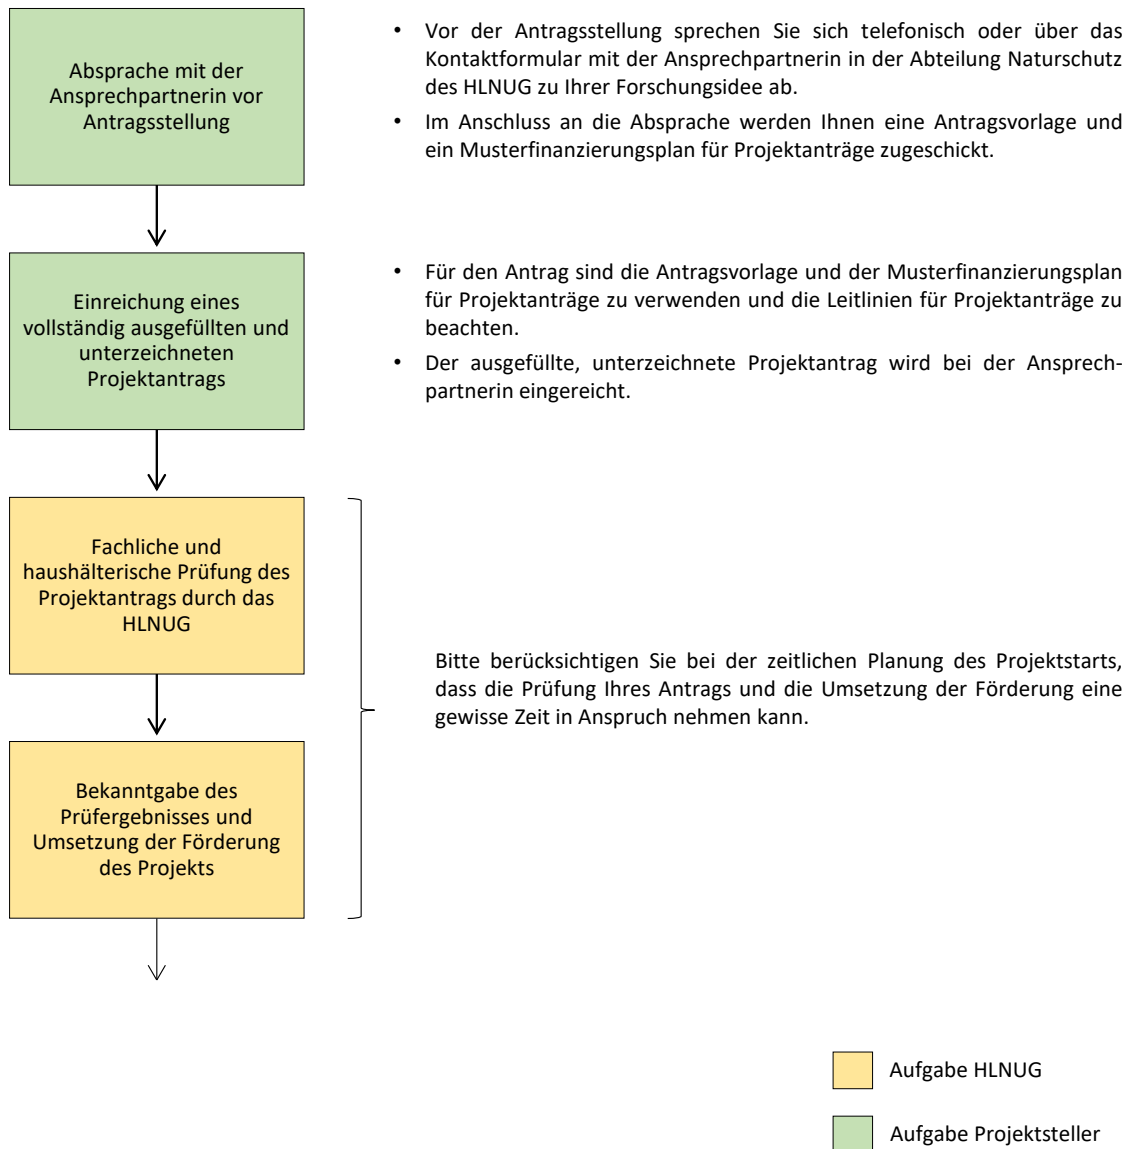 Absprache mit der
Ansprechpartnerin vor
Antragsstellung
• Vor der Antragsstellung sprechen Sie sich telefonisch oder über das
Kontaktformular mit der Ansprechpartnerin in der Abteilung Naturschutz
des HLNUG zu Ihrer Forschungsidee ab.
• Im Anschluss an die Absprache werden Ihnen eine Antragsvorlage und
ein Musterfinanzierungsplan für Projektanträge zugeschickt.
Einreichung eines
vollständig ausgefüllten und
unterzeichneten
Projektantrags
• Für den Antrag sind die Antragsvorlage und der Musterfinanzierungsplan
für Projektanträge zu verwenden und die Leitlinien für Projektanträge zu
beachten.
• Der ausgefüllte, unterzeichnete Projektantrag wird bei der Ansprech-
partnerin eingereicht.
Fachliche und
haushälterische Prüfung des
Projektantrags durch das
HLNUG
Bitte berücksichtigen Sie bei der zeitlichen Planung des Projektstarts,
dass die Prüfung Ihres Antrags und die Umsetzung der Förderung eine
gewisse Zeit in Anspruch nehmen kann.
Bekanntgabe des
Prüfergebnisses und
Umsetzung der Förderung
des Projekts
Aufgabe HLNUG
Aufgabe Projektsteller